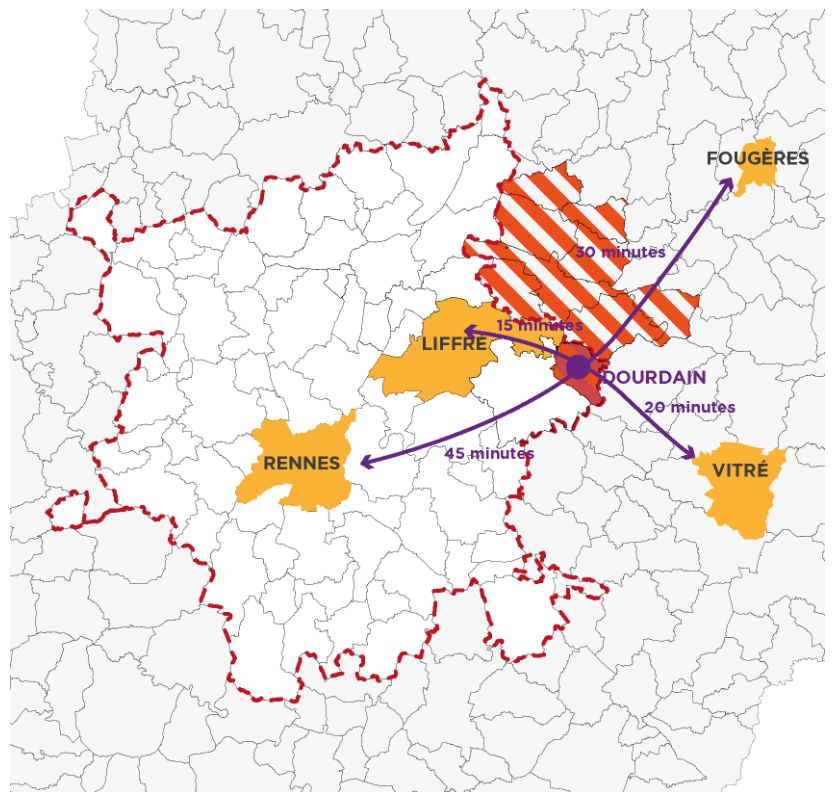 FOUGÈRES
30 minutes
15 minutes
LIFFRÉ
DOURDAIN
20 minutes
45 minutes
RENNES
VITRÉ